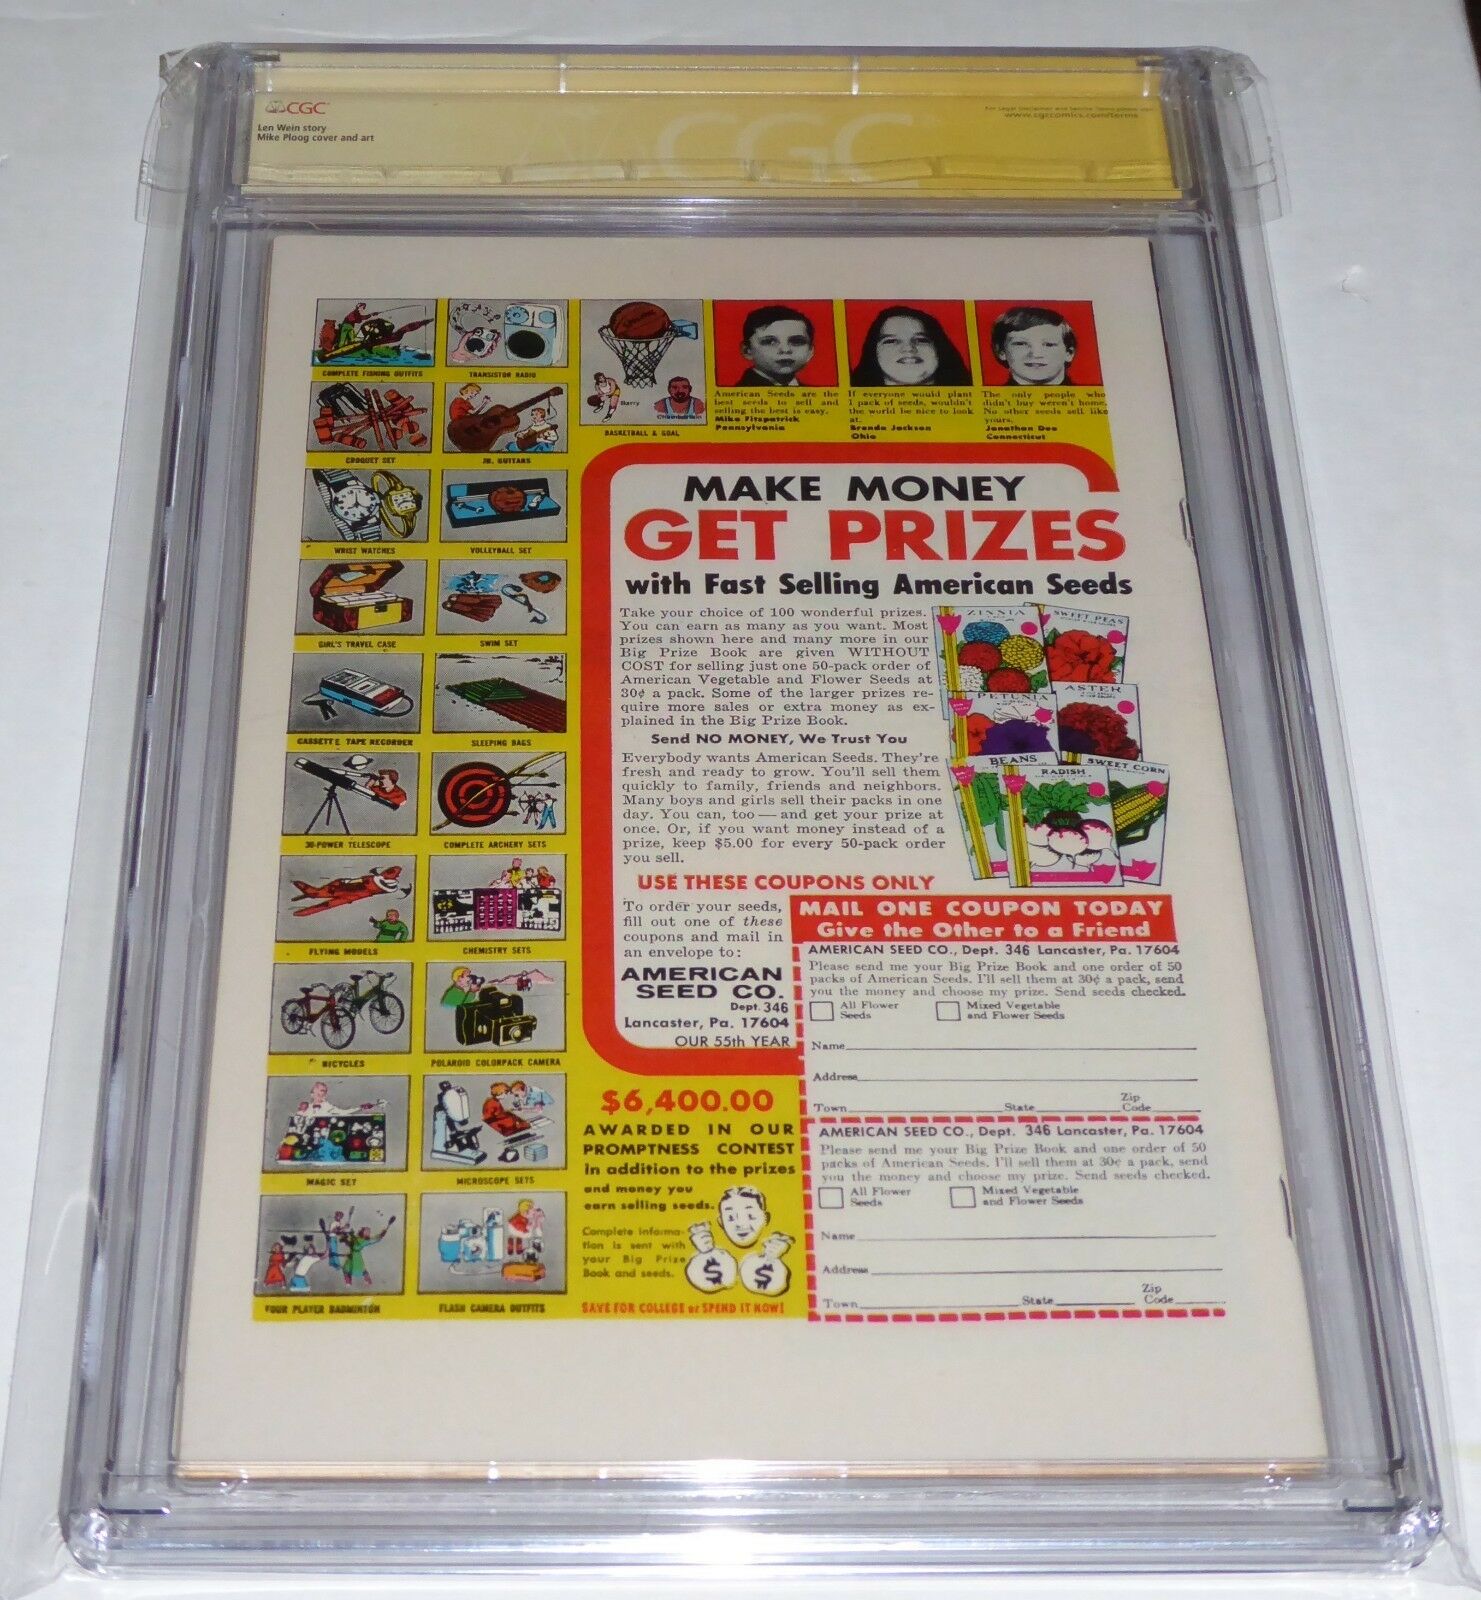 CGC
Len Wein story
Mike Ploog cover and art
www.cgccomics.com/terms
CGC
COMPLETE FISHING OUTFITS
TRANSISTOR RADIO
Barry
Chamberlain
BASKETBALL & GOAL
CROQUET SET
JR. GUITARS
WRIST WATCHES
VOLLEYBALL SET
GIRL'S TRAVEL CASE
SWIM SET
CASSETTE TAPE RECORDER
SLEEPING BAGS
30-POWER TELESCOPE
COMPLETE ARCHERY SETS
FLYING MODELS
CHEMISTRY SETS
BICYCLES
POLAROID COLORPACK CAMERA
MAGIC SET
MICROSCOPE SETS
FOUR PLAYER BADMINTON
FLASH CAMERA OUTFITS
American Seeds are the
best seeds to sell and
selling the best is easy.
Mike Fitzpatrick
Pennsylvania
If everyone would plant
1 pack of seeds, wouldn't
the world be nice to look
at.
Brenda Jackson
Ohio
The only people who
didn't buy weren't home.
No other seeds sell like
yours.
Jonathan Dee
Connecticut
MAKE MONEY
GET PRIZES
with Fast Selling American Seeds
Take your choice of 100 wonderful prizes.
You can earn as many as you want. Most
prizes shown here and many more in our
Big Prize Book are given WITHOUT
COST for selling just one 50-pack order of
American Vegetable and Flower Seeds at
30¢ a pack. Some of the larger prizes re-
quire more sales or extra money as ex-
plained in the Big Prize Book.
Send NO MONEY, We Trust You
Everybody wants American Seeds. They're
fresh and ready to grow. You'll sell them
quickly to family, friends and neighbors.
Many boys and girls sell their packs in one
day. You can, too — and get your prize at
once. Or, if you want money instead of a
prize, keep $5.00 for every 50-pack order
you sell.
ZINNIA
SWEET PEAS
PETUNIA
ASTER
BEANS
RADISH
SWEET CORN
USE THESE COUPONS ONLY
To order your seeds,
fill out one of these
coupons and mail in
an envelope to:
AMERICAN
SEED CO.
Dept. 346
Lancaster, Pa. 17604
OUR 55th YEAR
$6,400.00
AWARDED IN OUR
PROMPTNESS CONTEST
in addition to the prizes
and money you
earn selling seeds.
Complete informa-
tion is sent with
your Big Prize
Book and seeds.
$ $
SAVE FOR COLLEGE or SPEND IT NOW!
MAIL ONE COUPON TODAY
Give the Other to a Friend
AMERICAN SEED CO., Dept. 346 Lancaster, Pa. 17604
Please send me your Big Prize Book and one order of 50
packs of American Seeds. I'll sell them at 30¢ a pack, send
you the money and choose my prize. Send seeds checked.
All Flower
Seeds
Mixed Vegetable
and Flower Seeds
Name
Address
Town State Zip
Code
AMERICAN SEED CO., Dept. 346 Lancaster, Pa. 17604
Please send me your Big Prize Book and one order of 50
packs of American Seeds. I'll sell them at 30¢ a pack, send
you the money and choose my prize. Send seeds checked.
All Flower
Seeds
Mixed Vegetable
and Flower Seeds
Name
Address
Town State Zip
Code